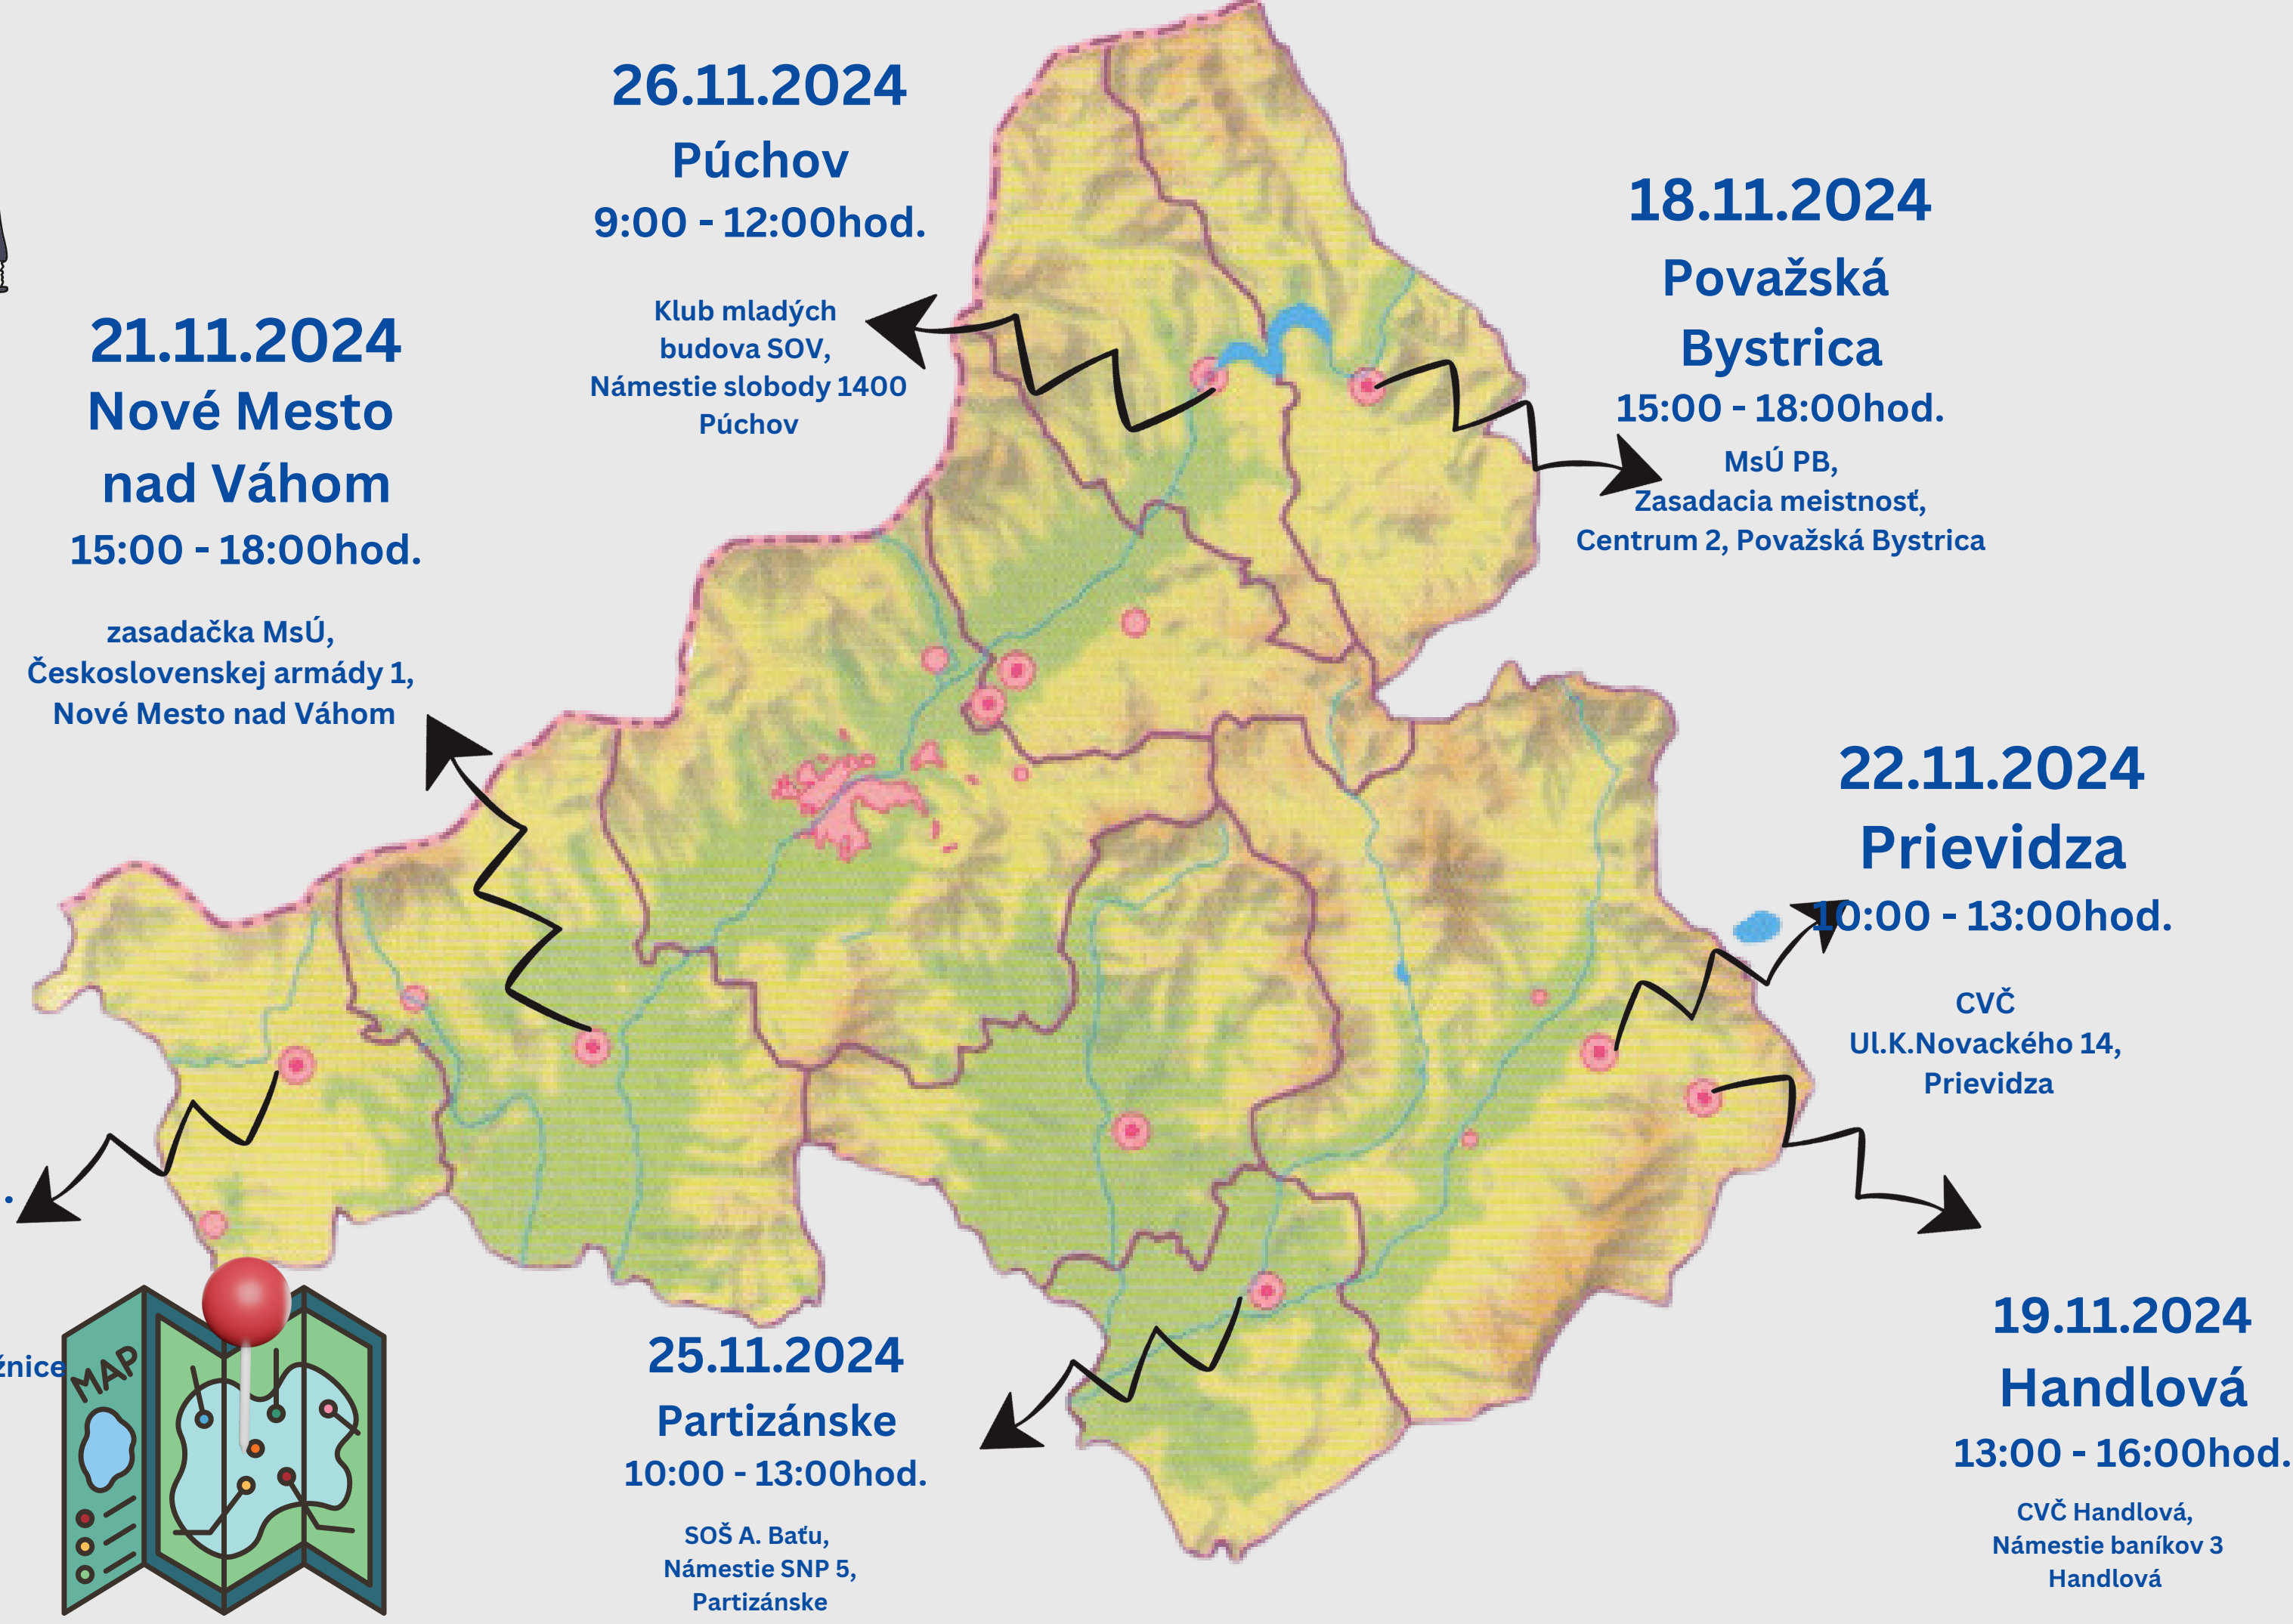 26.11.2024
Púchov
9:00 - 12:00hod.
Klub mladých
budova SOV,
Námestie slobody 1400
Púchov
18.11.2024
Považská
Bystrica
15:00 - 18:00hod.
MsÚ PB,
Zasadacia meistnosť,
Centrum 2, Považská Bystrica
21.11.2024
Nové Mesto
nad Váhom
15:00 - 18:00hod.
zasadačka MsÚ,
Československej armády 1,
Nové Mesto nad Váhom
22.11.2024
Prievidza
10:00 - 13:00hod.
CVČ
Ul.K.Novackého 14,
Prievidza
žnice
MAP
25.11.2024
Partizánske
10:00 - 13:00hod.
SOŠ A. Baťu,
Námestie SNP 5,
Partizánske
19.11.2024
Handlová
13:00 - 16:00hod.
CVČ Handlová,
Námestie baníkov 3
Handlová